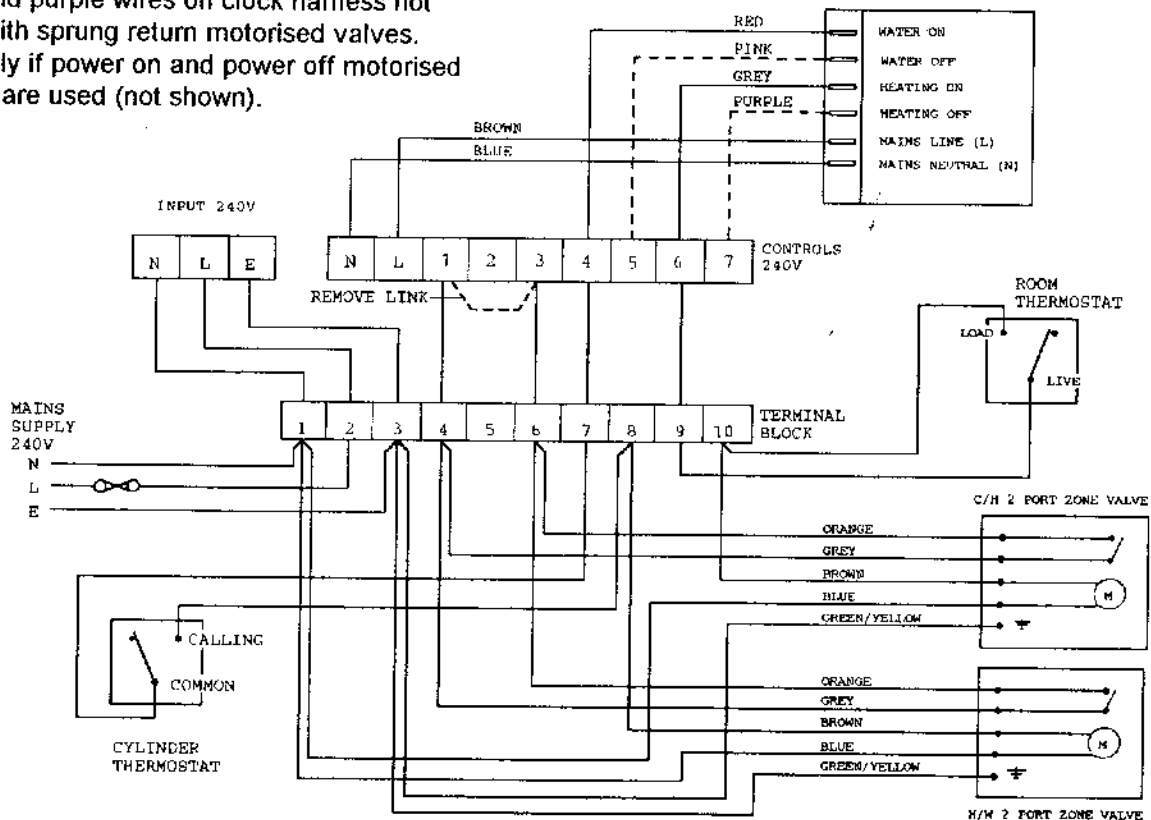 purple wires on clock harness not
sprung return motorised valves.
if power on and power off motorised
are used (not shown).
RED
PINK
GREY
PURPLE
BROWN
BLUE
WATER ON
WATER OFF
HEATING ON
HEATING OFF
MAINS LINE (L)
MAINS NEUTRAL (N)
INPUT 240V
N L E
N L 1 2 3 4 5 6 7
CONTROLS
240V
REMOVE LINK
ROOM
THERMOSTAT
LOAD
LIVE
MAINS
SUPPLY
240V
N
L
E
1 2 3 4 5 6 7 8 9 10
TERMINAL
BLOCK
C/H 2 PORT ZONE VALVE
ORANGE
GREY
BROWN
BLUE
GREEN/YELLOW
M
CALLING
COMMON
CYLINDER
THERMOSTAT
ORANGE
GREY
BROWN
BLUE
GREEN/YELLOW
M
H/W 2 PORT ZONE VALVE